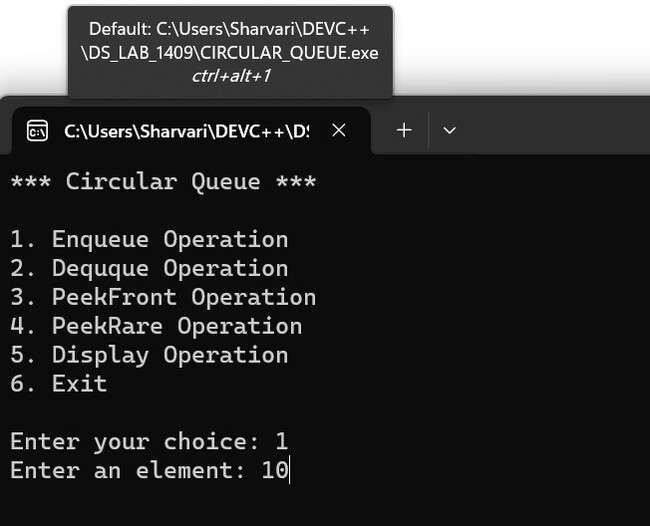 Default: C:\Users\Sharvari\DEVC++
\DS_LAB_1409\CIRCULAR_QUEUE.exe
ctrl+alt+1
C:\Users\Sharvari\DEVC++\DS
*** Circular Queue ***
1. Enqueue Operation
2. Dequque Operation
3. PeekFront Operation
4. PeekRare Operation
5. Display Operation
6. Exit
Enter your choice: 1
Enter an element: 10